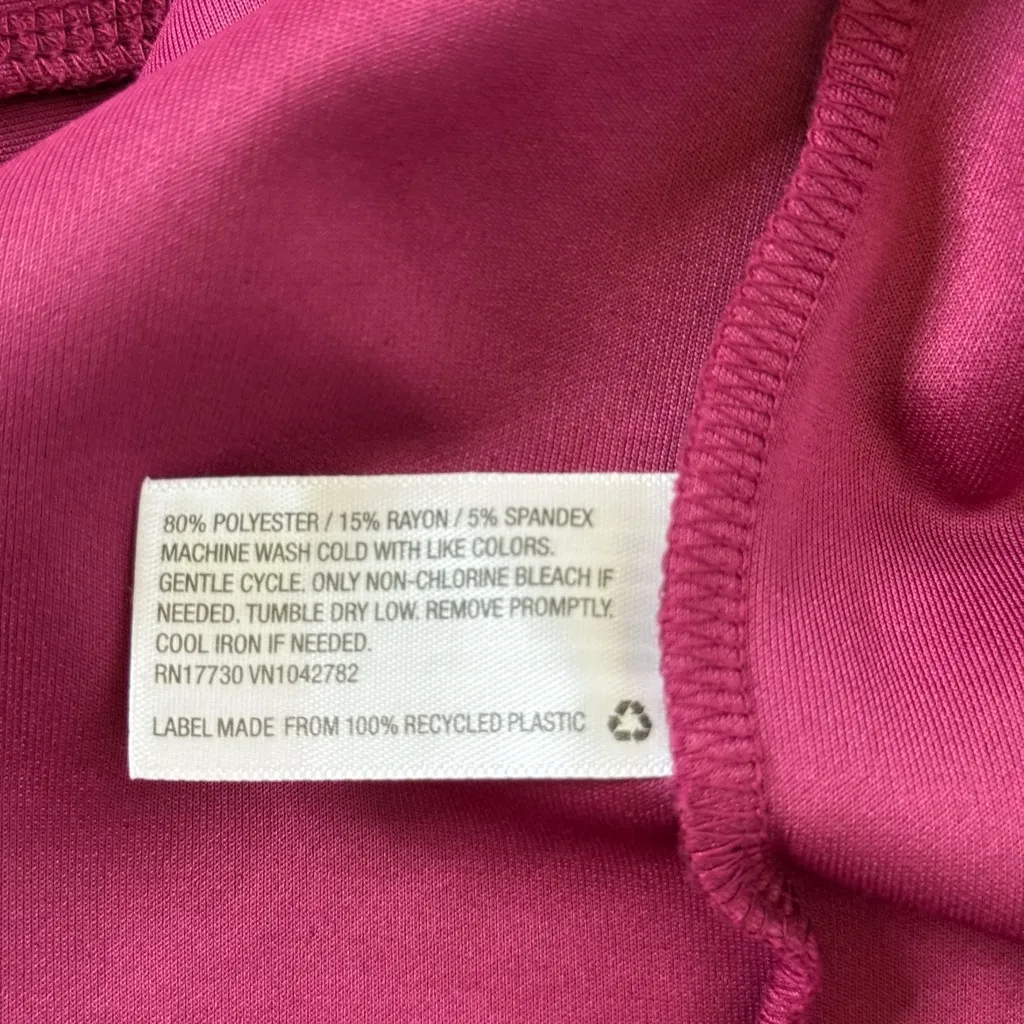 80% POLYESTER / 15% RAYON / 5% SPANDEX
MACHINE WASH COLD WITH LIKE COLORS.
GENTLE CYCLE. ONLY NON-CHLORINE BLEACH IF
NEEDED. TUMBLE DRY LOW. REMOVE PROMPTLY.
COOL IRON IF NEEDED.
RN17730 VN1042782
LABEL MADE FROM 100% RECYCLED PLASTIC